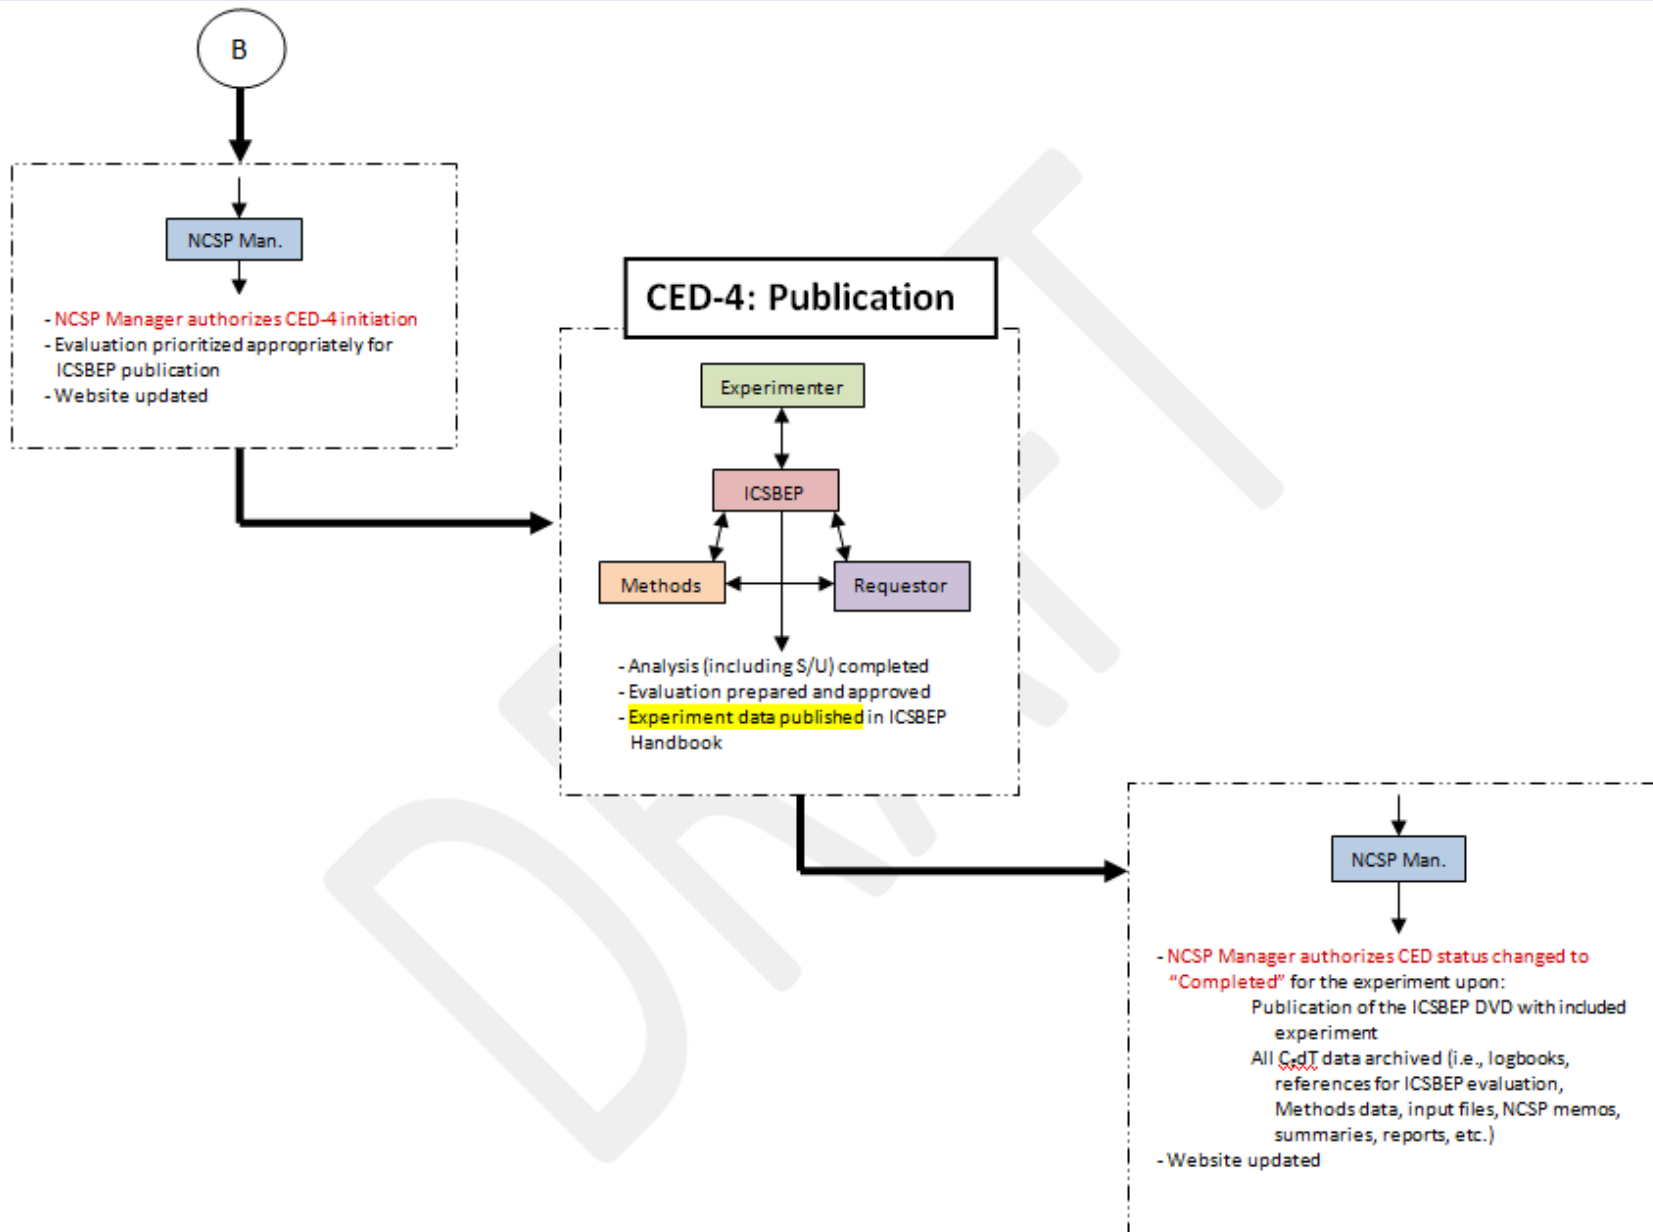 B
NCSP Man.
- NCSP Manager authorizes CED-4 initiation
- Evaluation prioritized appropriately for
ICSBEP publication
- Website updated
CED-4: Publication
Experimenter
ICSBEP
Methods
Requestor
- Analysis (including S/U) completed
- Evaluation prepared and approved
- Experiment data published in ICSBEP
Handbook
NCSP Man.
- NCSP Manager authorizes CED status changed to
“Completed” for the experiment upon:
Publication of the ICSBEP DVD with included
experiment
All CedT data archived (i.e., logbooks,
references for ICSBEP evaluation,
Methods data, input files, NCSP memos,
summaries, reports, etc.)
- Website updated
DRAFT